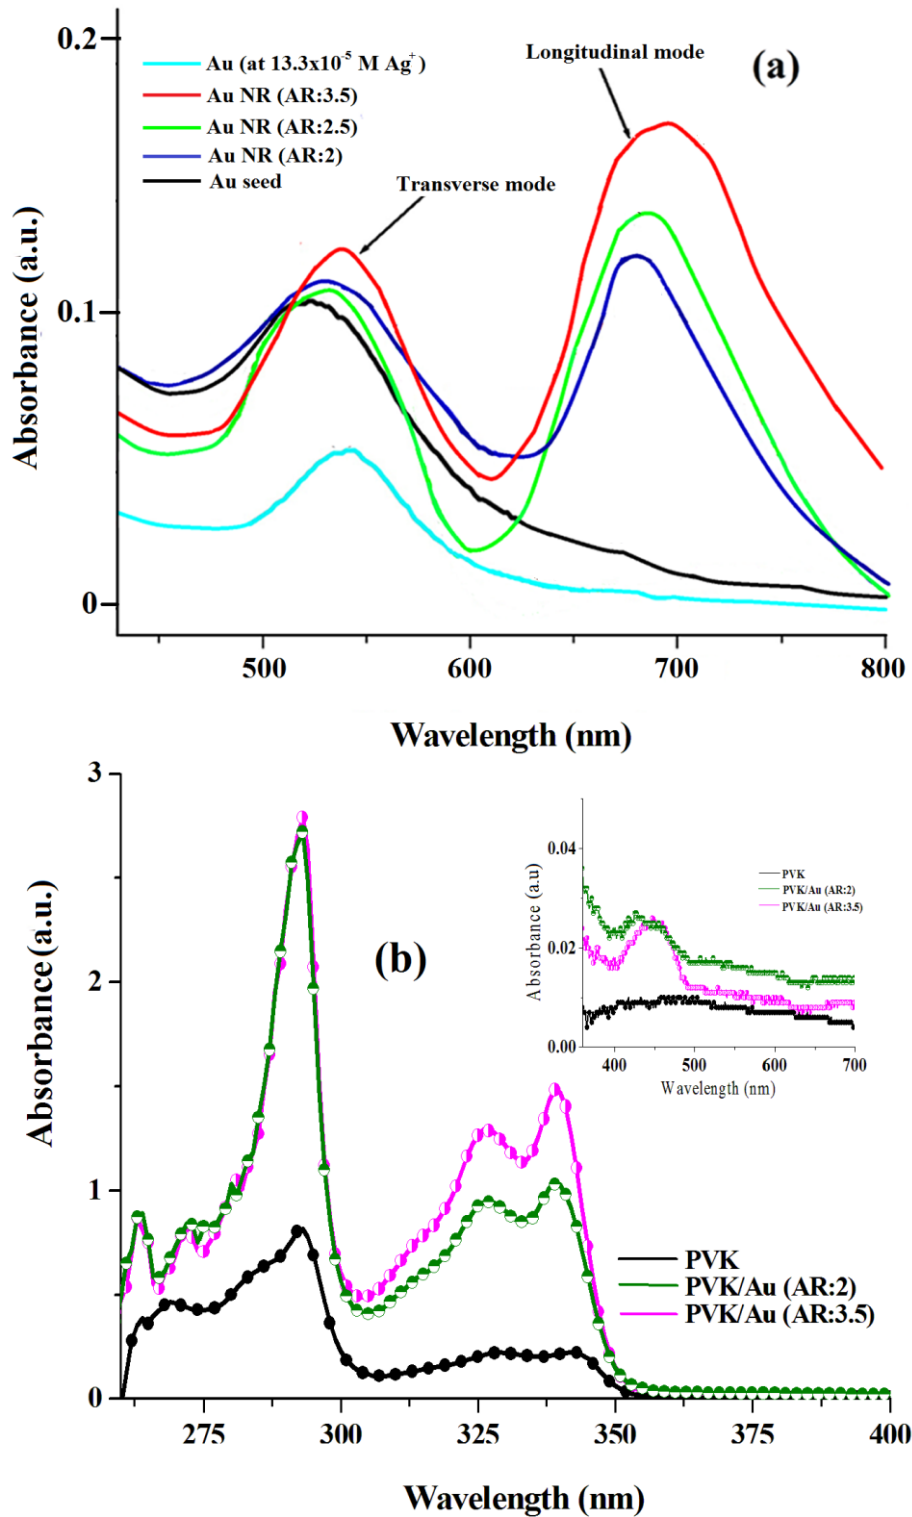 (a)
0.2
0.1
0
Absorbance (a.u.)
Au (at 13.3x10⁻⁵ M Ag⁺)
Au NR (AR:3.5)
Au NR (AR:2.5)
Au NR (AR:2)
Au seed
Longitudinal mode
Transverse mode
500 600 700 800
Wavelength (nm)
(b)
3
2
1
0
Absorbance (a.u.)
0.04
0.02
0.00
Absorbance (a.u)
PVK
PVK/Au (AR:2)
PVK/Au (AR:3.5)
400 500 600 700
Wavelength (nm)
PVK
PVK/Au (AR:2)
PVK/Au (AR:3.5)
275 300 325 350 375 400
Wavelength (nm)